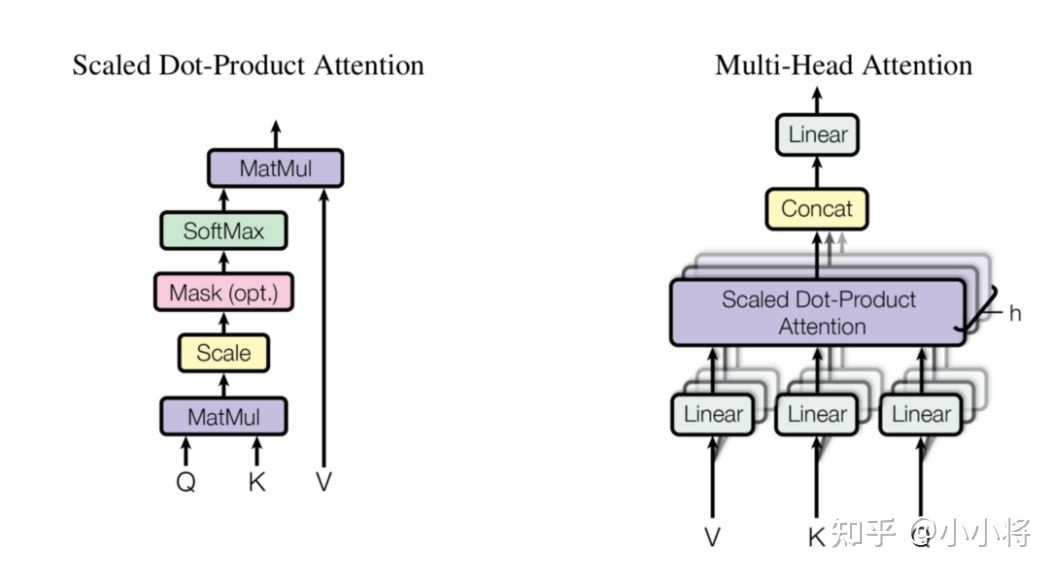 Scaled Dot-Product Attention
MatMul
SoftMax
Mask (opt.)
Scale
MatMul
Q K V
Multi-Head Attention
Linear
Concat
Scaled Dot-Product
Attention
h
Linear Linear Linear
V K Q
知乎 @小小将